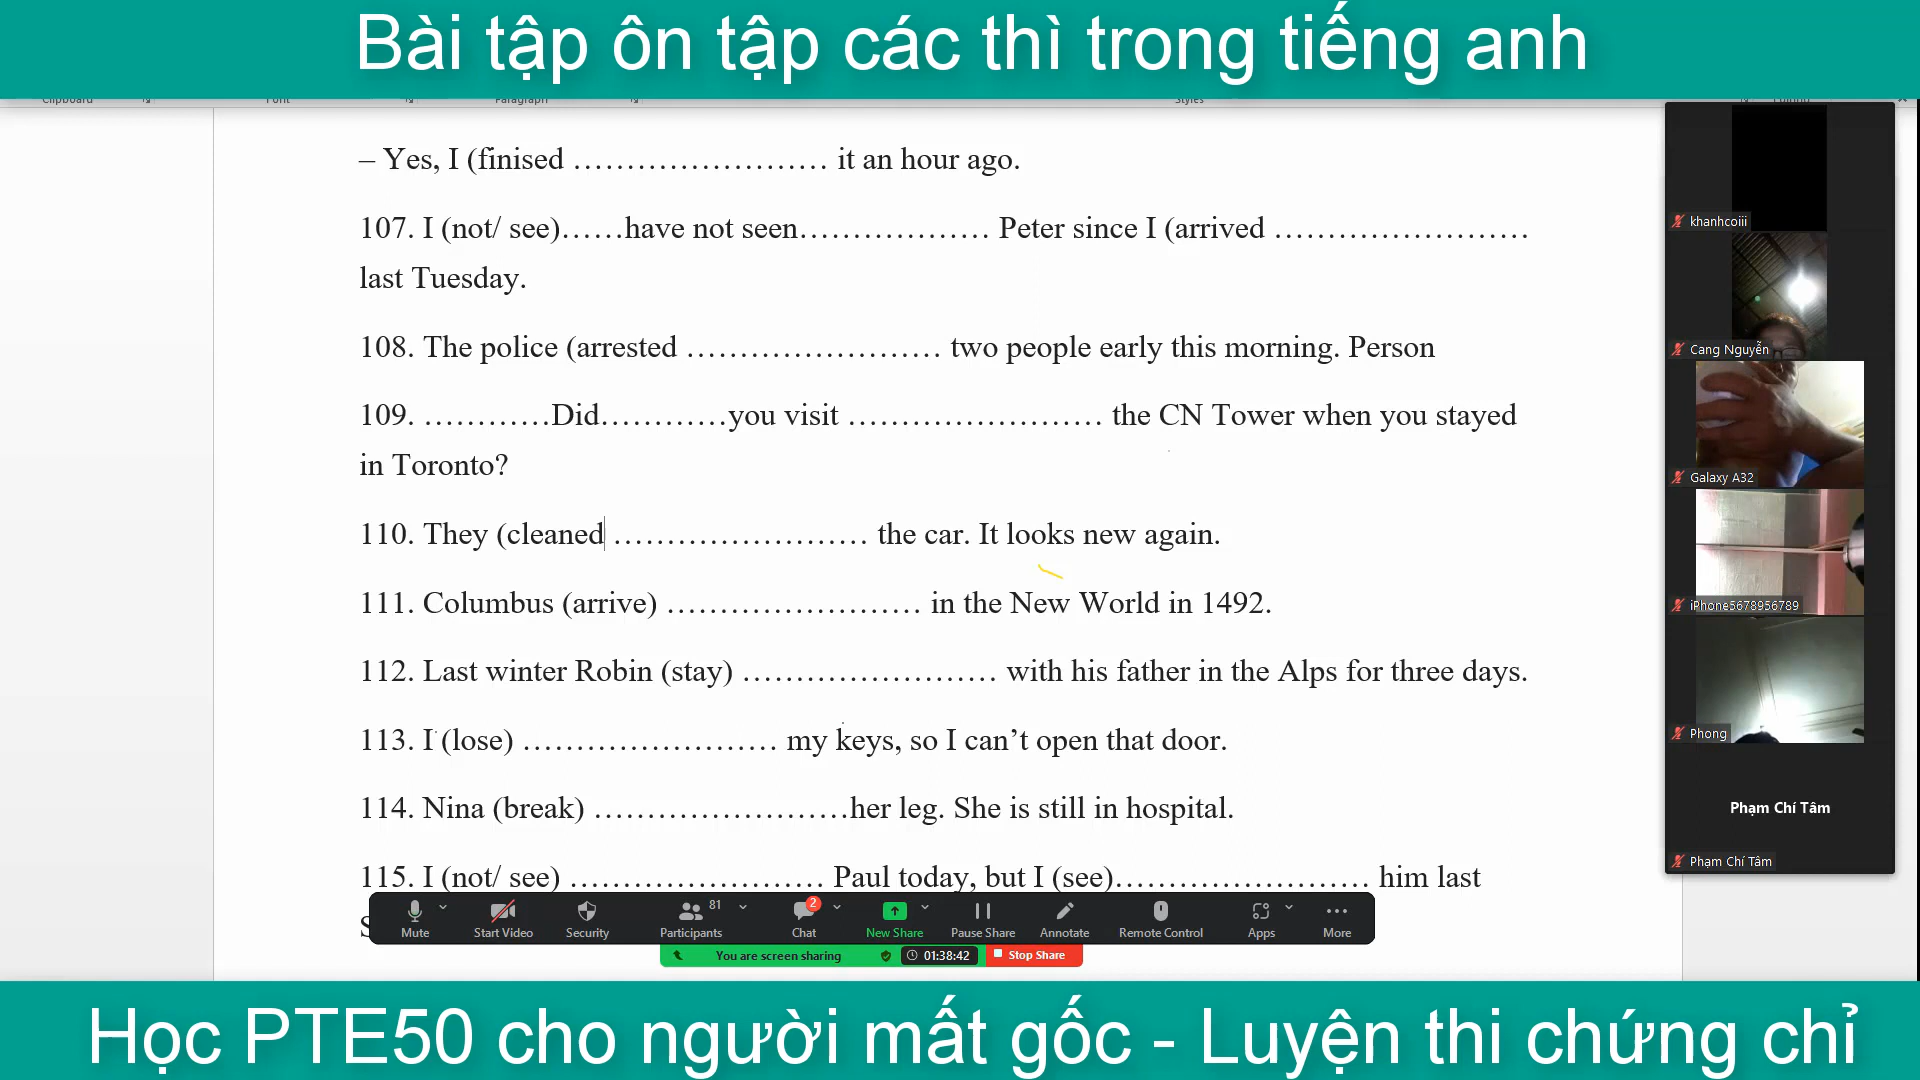 Bài tập ôn tập các thì trong tiếng anh
Clipboard
Font
Paragraph
Styles
– Yes, I (finised …………………… it an hour ago.
107. I (not/ see)……have not seen……………… Peter since I (arrived ……………………
last Tuesday.
108. The police (arrested …………………… two people early this morning. Person
109. …………Did…………you visit …………………… the CN Tower when you stayed
in Toronto?
110. They (cleaned …………………… the car. It looks new again.
111. Columbus (arrive) …………………… in the New World in 1492.
112. Last winter Robin (stay) …………………… with his father in the Alps for three days.
113. I (lose) …………………… my keys, so I can’t open that door.
114. Nina (break) ……………………her leg. She is still in hospital.
115. I (not/ see) …………………… Paul today, but I (see)…………………… him last
khanhcoiii
Cang Nguyễn
Galaxy A32
iPhone5678956789
Phong
Phạm Chí Tâm
Phạm Chí Tâm
Mute
Start Video
Security
Participants
81
Chat
2
New Share
Pause Share
Annotate
Remote Control
Apps
More
You are screen sharing
01:38:42
Stop Share
Học PTE50 cho người mất gốc - Luyện thi chứng chỉ